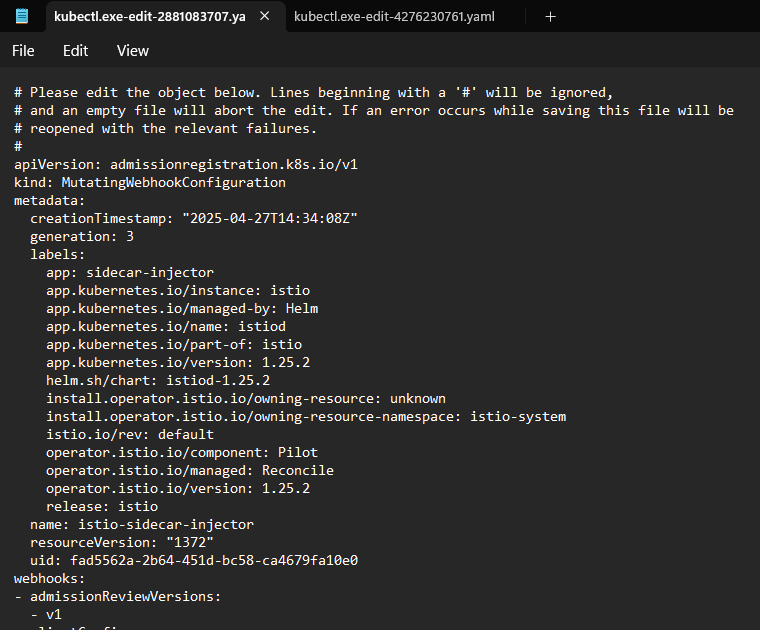 kubectl.exe-edit-2881083707.ya
kubectl.exe-edit-4276230761.yaml
File Edit View
# Please edit the object below. Lines beginning with a '#' will be ignored,
# and an empty file will abort the edit. If an error occurs while saving this file will be
# reopened with the relevant failures.
#
apiVersion: admissionregistration.k8s.io/v1
kind: MutatingWebhookConfiguration
metadata:
  creationTimestamp: "2025-04-27T14:34:08Z"
  generation: 3
  labels:
    app: sidecar-injector
    app.kubernetes.io/instance: istio
    app.kubernetes.io/managed-by: Helm
    app.kubernetes.io/name: istiod
    app.kubernetes.io/part-of: istio
    app.kubernetes.io/version: 1.25.2
    helm.sh/chart: istiod-1.25.2
    install.operator.istio.io/owning-resource: unknown
    install.operator.istio.io/owning-resource-namespace: istio-system
    istio.io/rev: default
    operator.istio.io/component: Pilot
    operator.istio.io/managed: Reconcile
    operator.istio.io/version: 1.25.2
    release: istio
  name: istio-sidecar-injector
  resourceVersion: "1372"
  uid: fad5562a-2b64-451d-bc58-ca4679fa10e0
webhooks:
- admissionReviewVersions:
  - v1